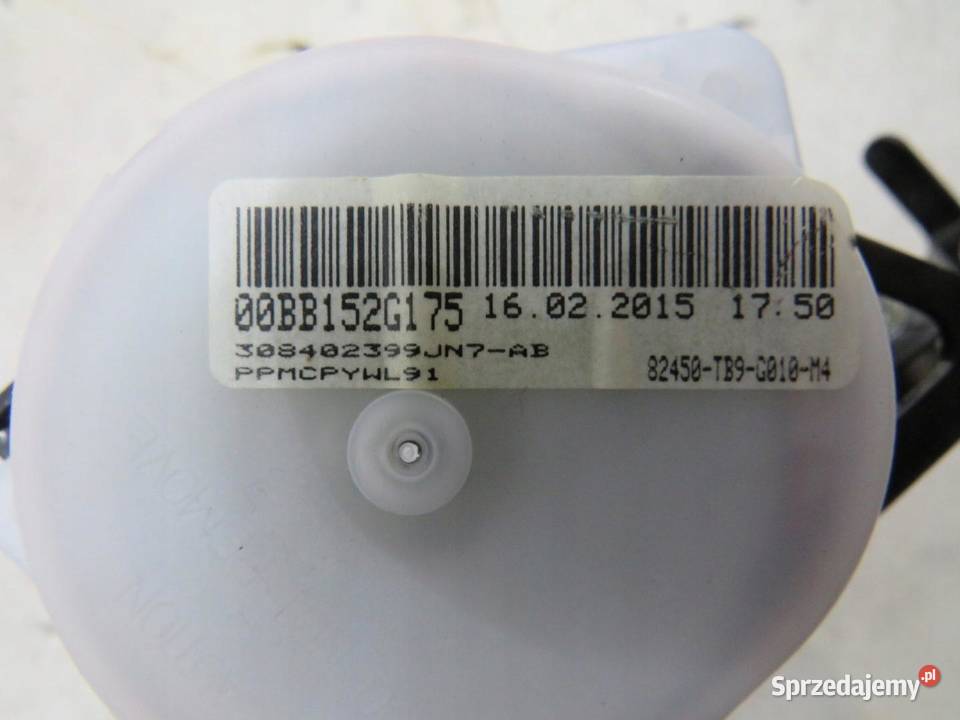 00BB152G175 16.02.2015 17:50
308402399JN7-AB
PPMCPYWL91 82450-TB9-G010-M4
Sprzedajemy.pl